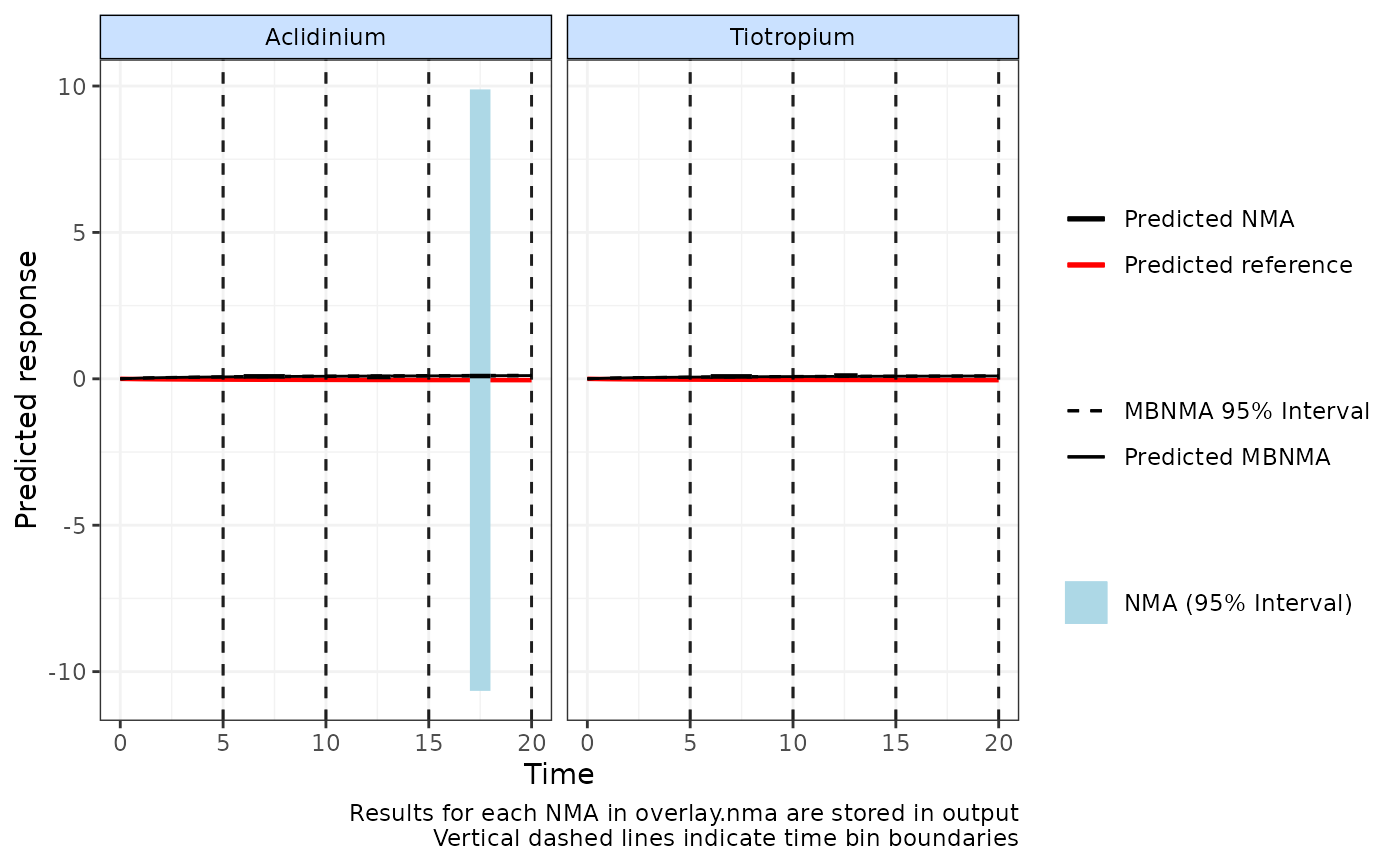 Aclidinium
Tiotropium
10
5
0
-5
-10
Predicted response
0 5 10 15 20
0 5 10 15 20
Time
Predicted NMA
Predicted reference
MBNMA 95% Interval
Predicted MBNMA
NMA (95% Interval)
Results for each NMA in overlay.nma are stored in output
Vertical dashed lines indicate time bin boundaries